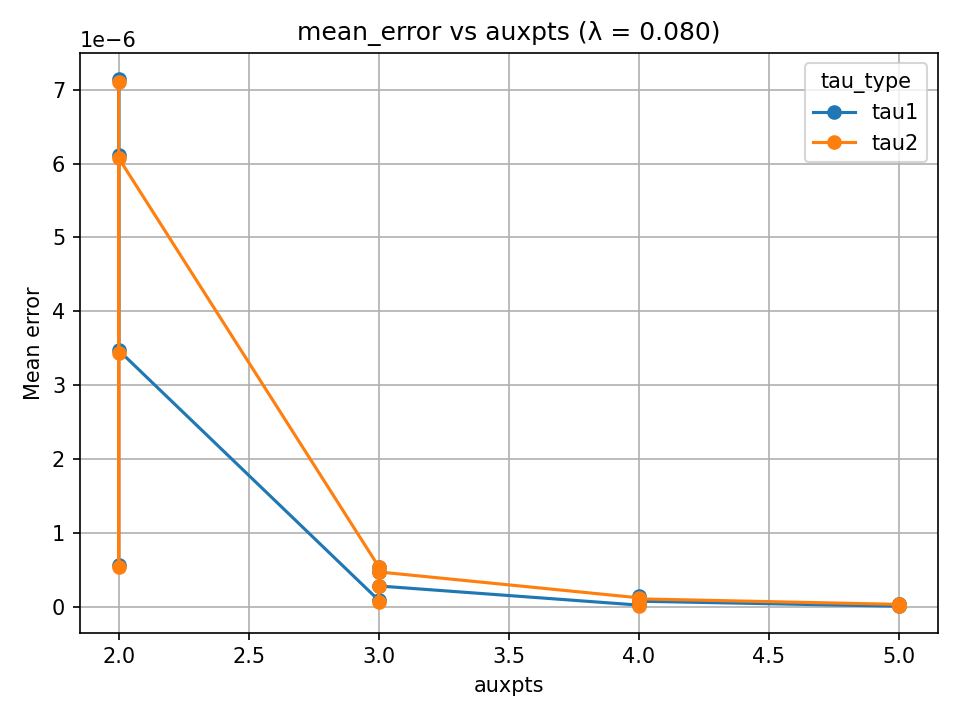 mean_error vs auxpts (λ = 0.080)
1e−6
7
6
5
4
3
2
1
0
Mean error
2.0 2.5 3.0 3.5 4.0 4.5 5.0
auxpts
tau_type
tau1
tau2